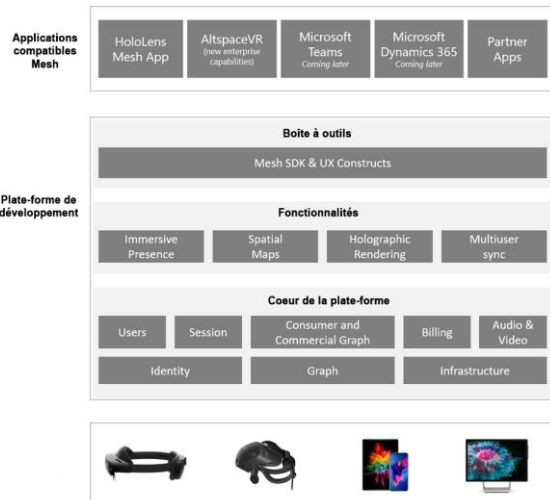 Applications
compatibles
Mesh
HoloLens
Mesh App
AltspaceVR
(new enterprise
capabilities)
Microsoft
Teams
Coming later
Microsoft
Dynamics 365
Coming later
Partner
Apps
Plate-forme de
développement
Boîte à outils
Mesh SDK & UX Constructs
Fonctionnalités
Immersive
Presence
Spatial
Maps
Holographic
Rendering
Multiuser
sync
Coeur de la plate-forme
Users
Session
Consumer and
Commercial Graph
Billing
Audio &
Video
Identity
Graph
Infrastructure